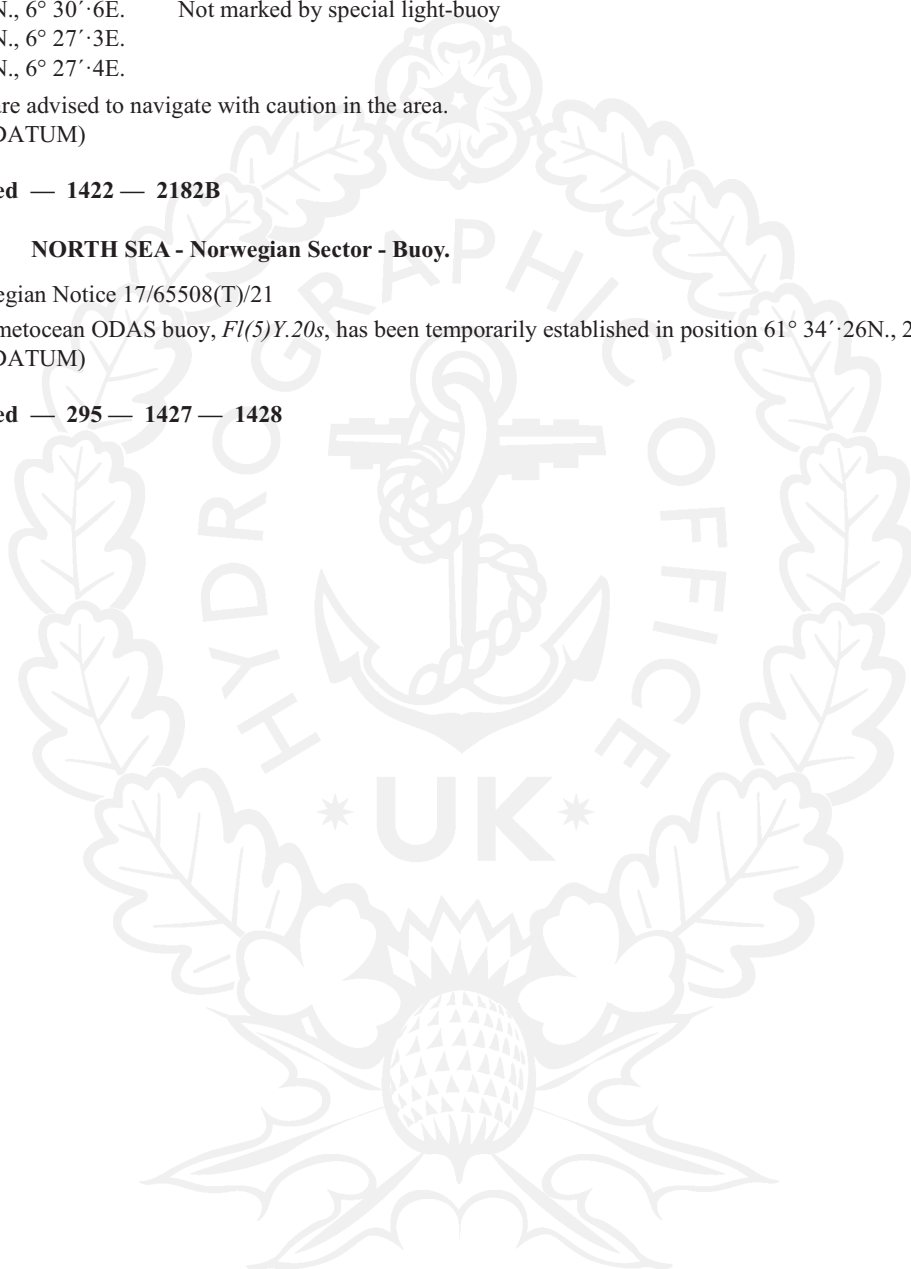 N., 6° 30´·6E. Not marked by special light-buoy
N., 6° 27´·3E.
N., 6° 27´·4E.
are advised to navigate with caution in the area.
DATUM)
ed — 1422 — 2182B
NORTH SEA - Norwegian Sector - Buoy.
egian Notice 17/65508(T)/21
metocean ODAS buoy, Fl(5)Y.20s, has been temporarily established in position 61° 34´·26N., 2
DATUM)
ed — 295 — 1427 — 1428
HYDROGRAPHIC OFFICE
UK